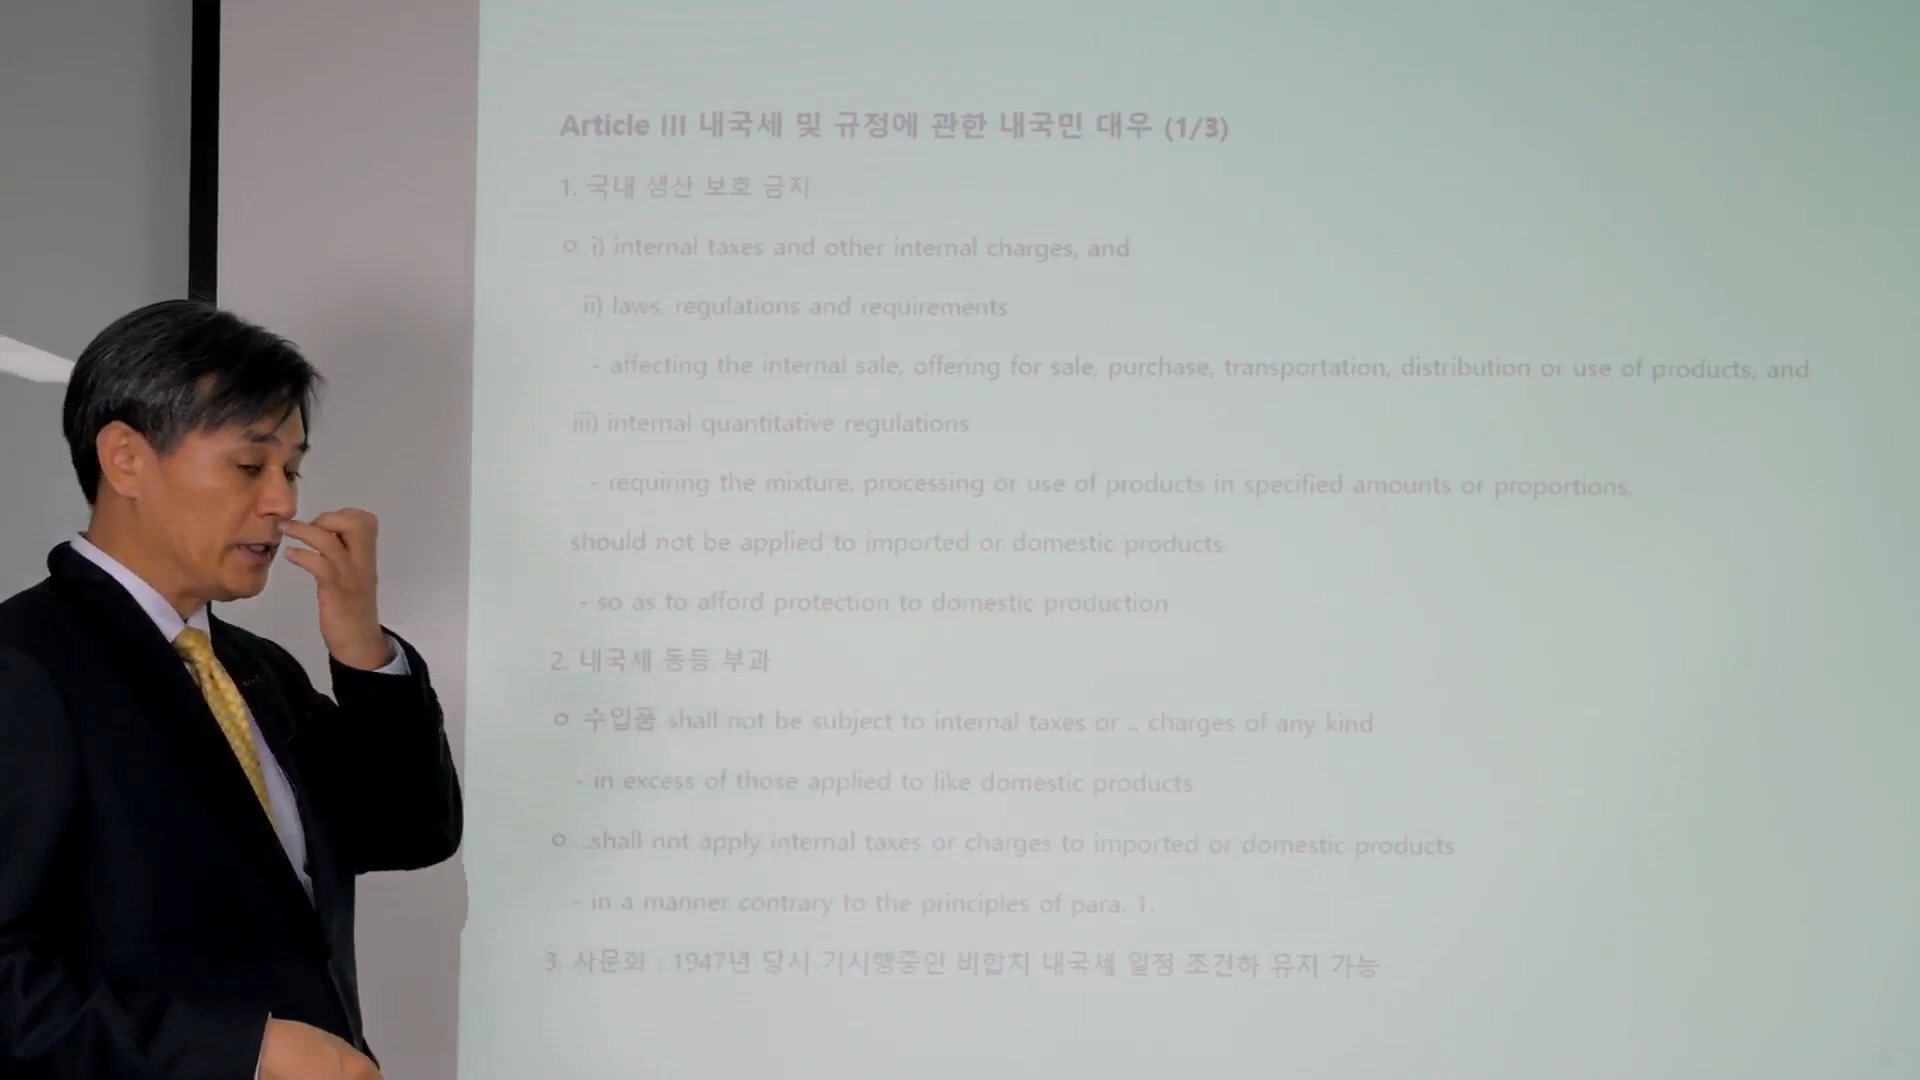 Article III 내국세 및 규정에 관한 내국민 대우 (1/3)
1. 국내 생산 보호 금지
o i) internal taxes and other internal charges, and
ii) laws, regulations and requirements
- affecting the internal sale, offering for sale, purchase, transportation, distribution or use of products, and
iii) internal quantitative regulations
- requiring the mixture, processing or use of products in specified amounts or proportions,
should not be applied to imported or domestic products
- so as to afford protection to domestic production
2. 내국세 동등 부과
o 수입품 shall not be subject to internal taxes or .. charges of any kind
- in excess of those applied to like domestic products
o ..shall not apply internal taxes or charges to imported or domestic products
- in a manner contrary to the principles of para. 1.
3. 사문화 : 1947년 당시 기시행중인 비합치 내국세 일정 조건하 유지 가능